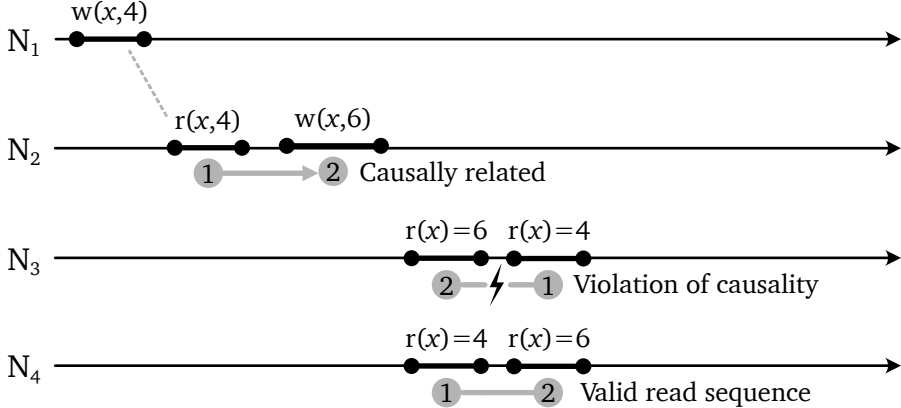 w(x,4)
N₁
r(x,4) w(x,6)
N₂
1 2 Causally related
r(x)=6 r(x)=4
N₃
2 1 Violation of causality
r(x)=4 r(x)=6
N₄
1 2 Valid read sequence